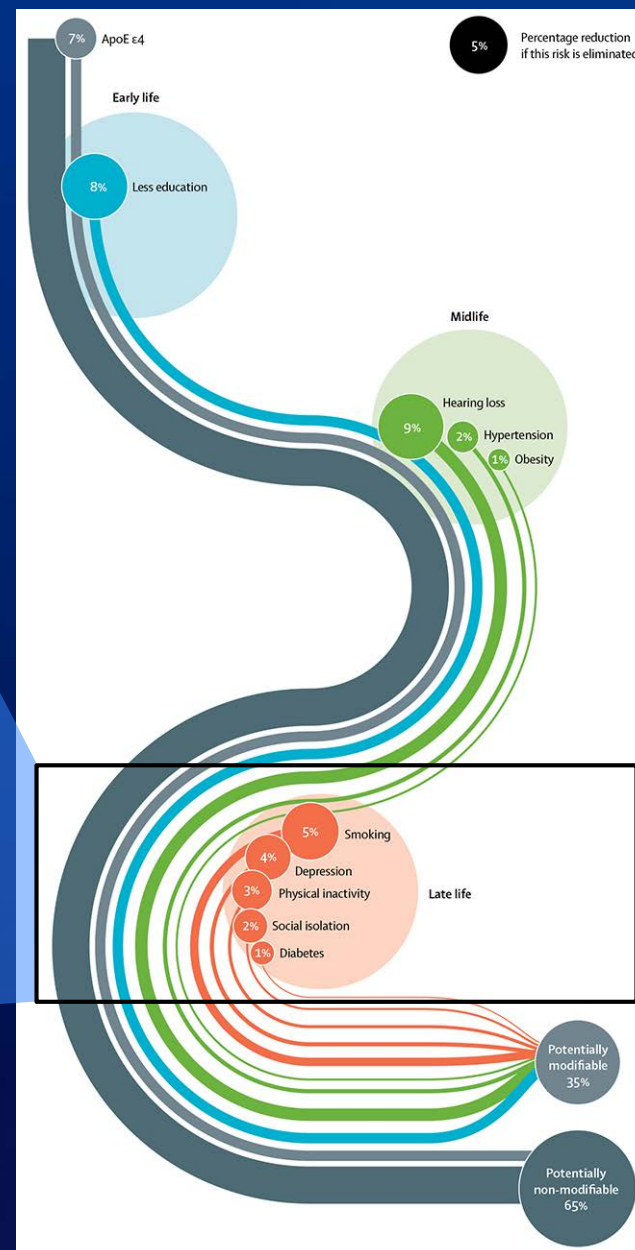 7%
ApoE ε4
5%
Percentage reduction
if this risk is eliminated
Early life
8%
Less education
Midlife
Hearing loss
9%
2%
Hypertension
1%
Obesity
5%
Smoking
4%
Depression
3%
Physical inactivity
Late life
2%
Social isolation
1%
Diabetes
Potentially
modifiable
35%
Potentially
non-modifiable
65%